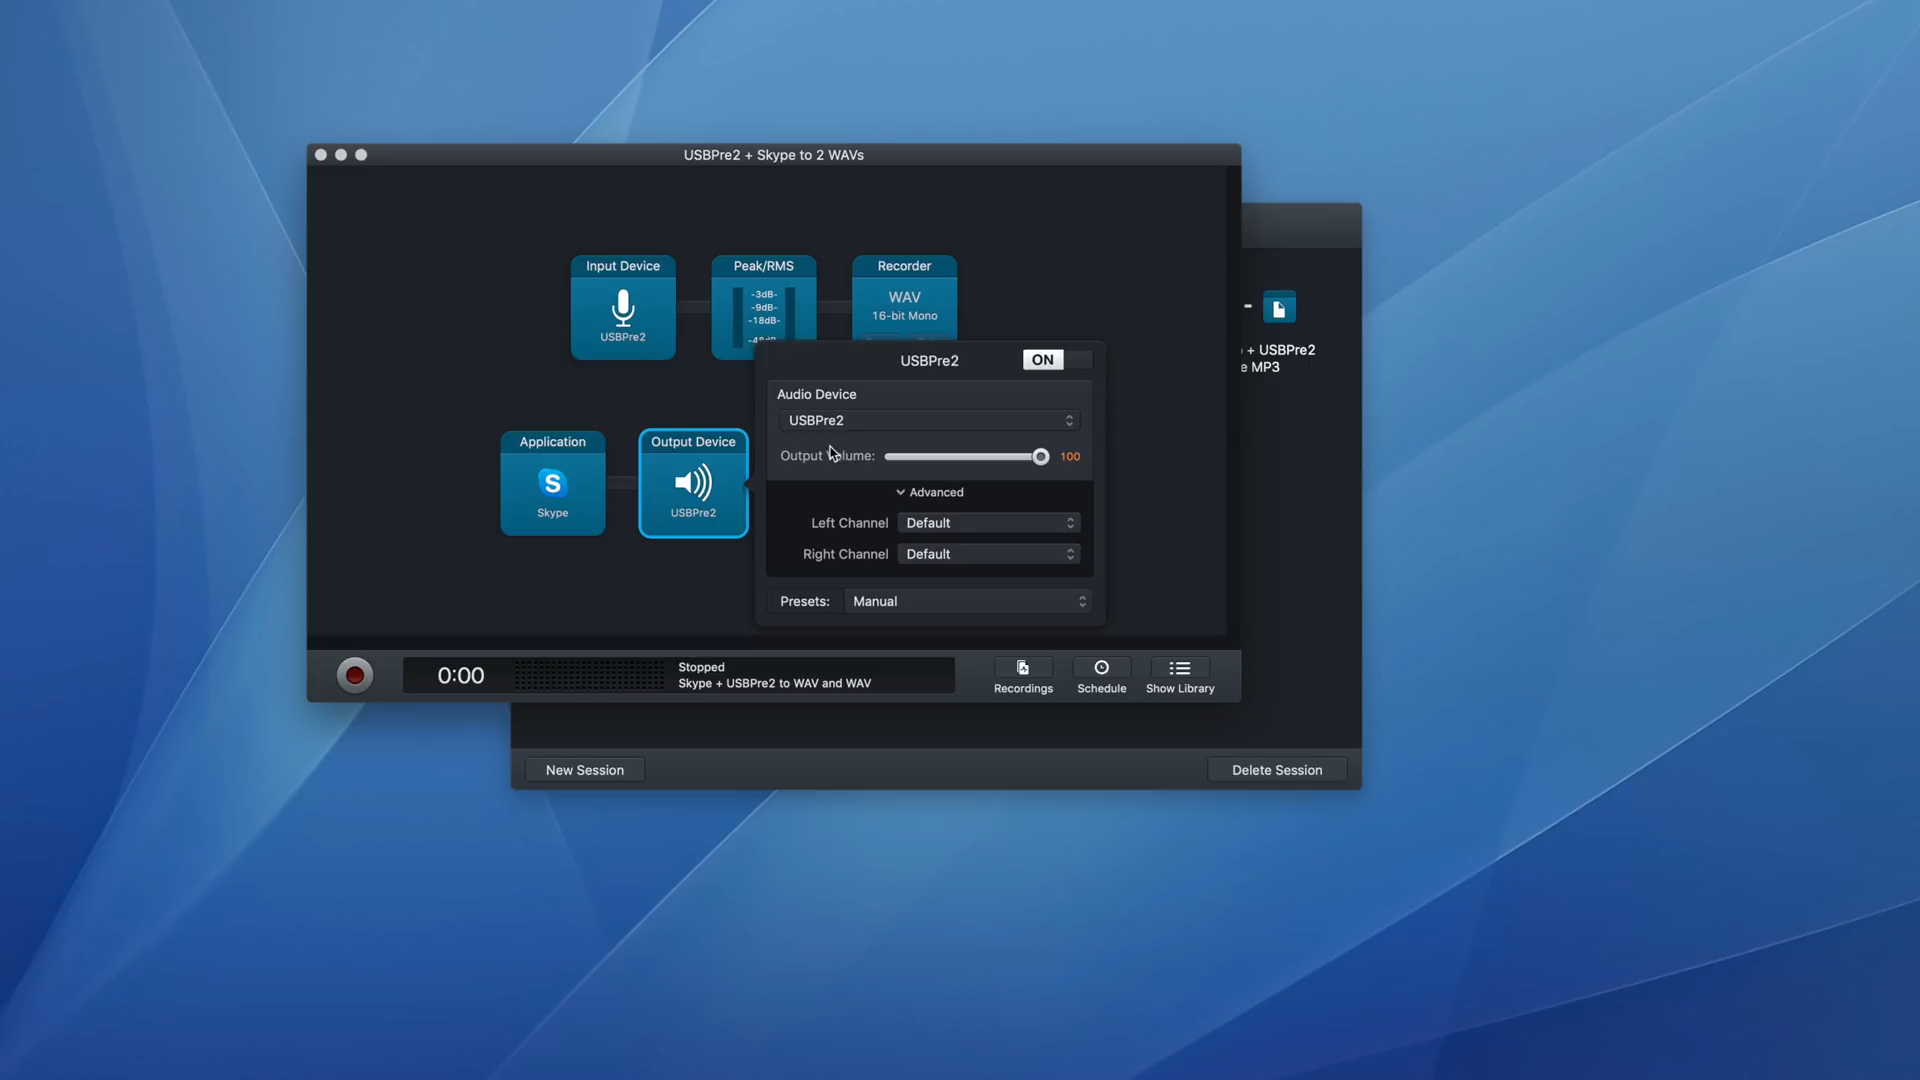 USBPre2 + Skype to 2 WAVs
Input Device
USBPre2
Peak/RMS
-3dB-
-9dB-
-18dB-
-48dB-
Recorder
WAV
16-bit Mono
+ USBPre2
e MP3
Application
S
Skype
Output Device
USBPre2
USBPre2
ON
Audio Device
USBPre2
Output Volume:
100
Advanced
Left Channel
Default
Right Channel
Default
Presets:
Manual
0:00
Stopped
Skype + USBPre2 to WAV and WAV
Recordings
Schedule
Show Library
New Session
Delete Session